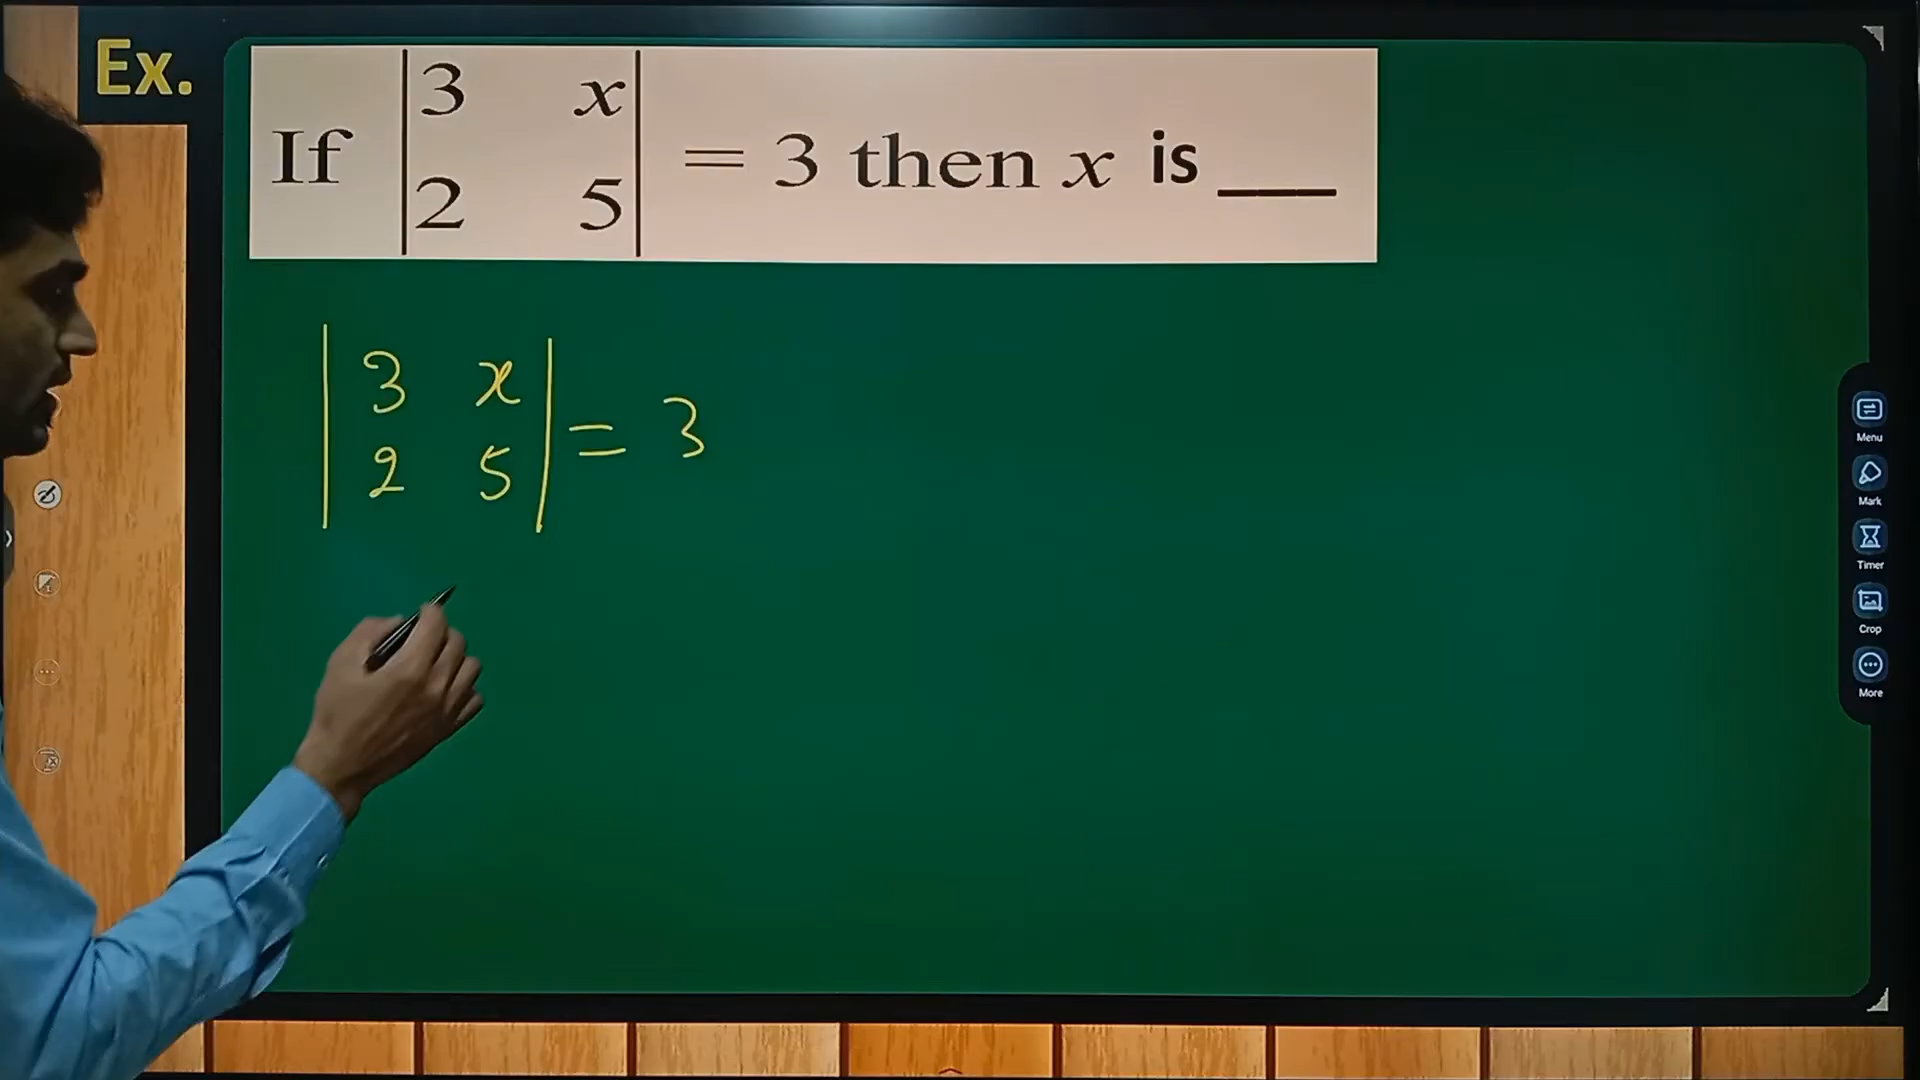 Ex.
3 x
If = 3 then x is ___
2 5
3 x
= 3
2 5
Menu
Mark
Timer
Crop
More